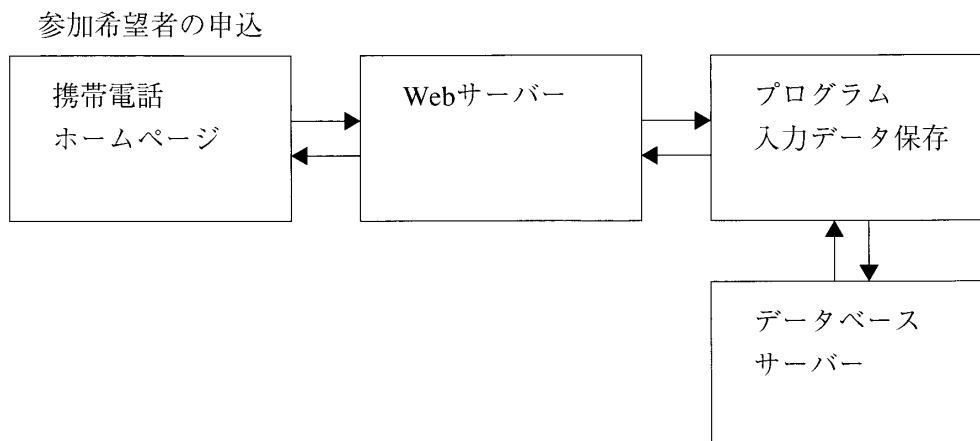 参加希望者の申込
携帯電話
ホームページ
Webサーバー
プログラム
入力データ保存
データベース
サーバー